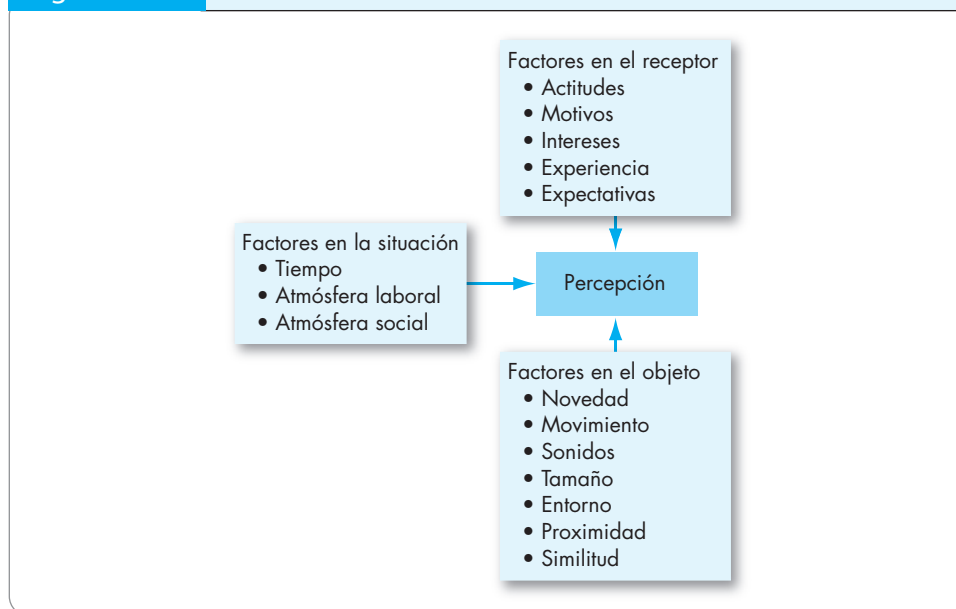 Factores en el receptor
• Actitudes
• Motivos
• Intereses
• Experiencia
• Expectativas
Factores en la situación
• Tiempo
• Atmósfera laboral
• Atmósfera social
Percepción
Factores en el objeto
• Novedad
• Movimiento
• Sonidos
• Tamaño
• Entorno
• Proximidad
• Similitud